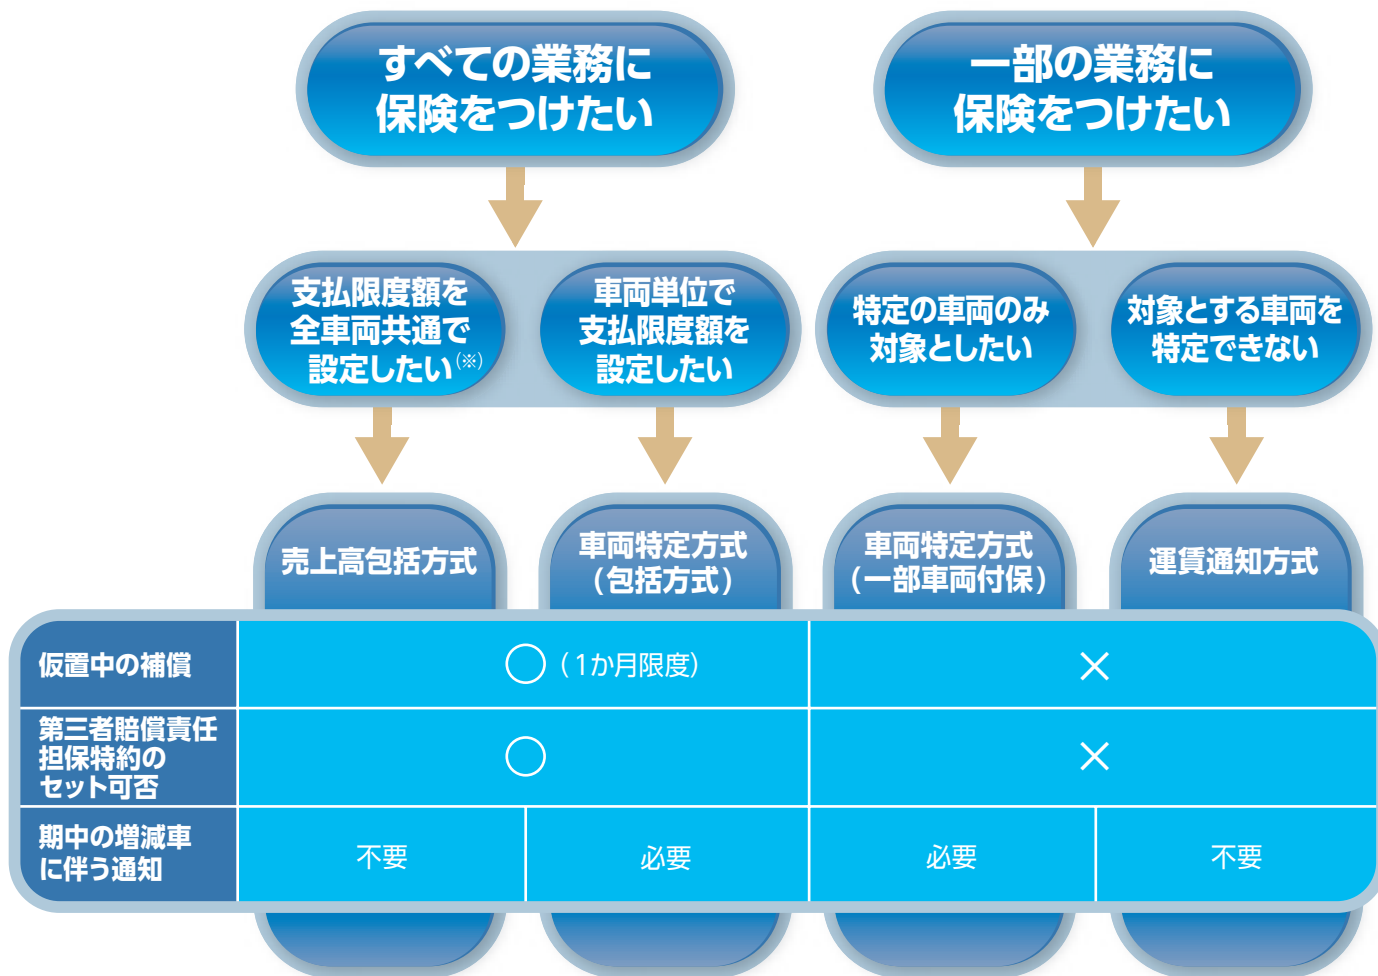 すべての業務に
保険をつけたい
一部の業務に
保険をつけたい
支払限度額を
全車両共通で
設定したい(※)
車両単位で
支払限度額を
設定したい
特定の車両のみ
対象としたい
対象とする車両を
特定できない
売上高包括方式
車両特定方式
(包括方式)
車両特定方式
(一部車両付保)
運賃通知方式
仮置中の補償
○(1か月限度)
×
第三者賠償責任
担保特約の
セット可否
○
×
期中の増減車
に伴う通知
不要
必要
必要
不要